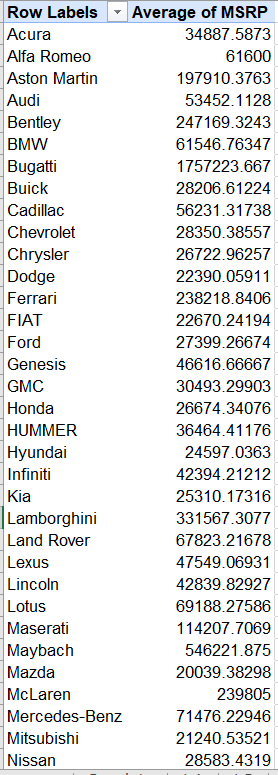 Row Labels Average of MSRP
Acura 34887.5873
Alfa Romeo 61600
Aston Martin 197910.3763
Audi 53452.1128
Bentley 247169.3243
BMW 61546.76347
Bugatti 1757223.667
Buick 28206.61224
Cadillac 56231.31738
Chevrolet 28350.38557
Chrysler 26722.96257
Dodge 22390.05911
Ferrari 238218.8406
FIAT 22670.24194
Ford 27399.26674
Genesis 46616.66667
GMC 30493.29903
Honda 26674.34076
HUMMER 36464.41176
Hyundai 24597.0363
Infiniti 42394.21212
Kia 25310.17316
Lamborghini 331567.3077
Land Rover 67823.21678
Lexus 47549.06931
Lincoln 42839.82927
Lotus 69188.27586
Maserati 114207.7069
Maybach 546221.875
Mazda 20039.38298
McLaren 239805
Mercedes-Benz 71476.22946
Mitsubishi 21240.53521
Nissan 28583.4319